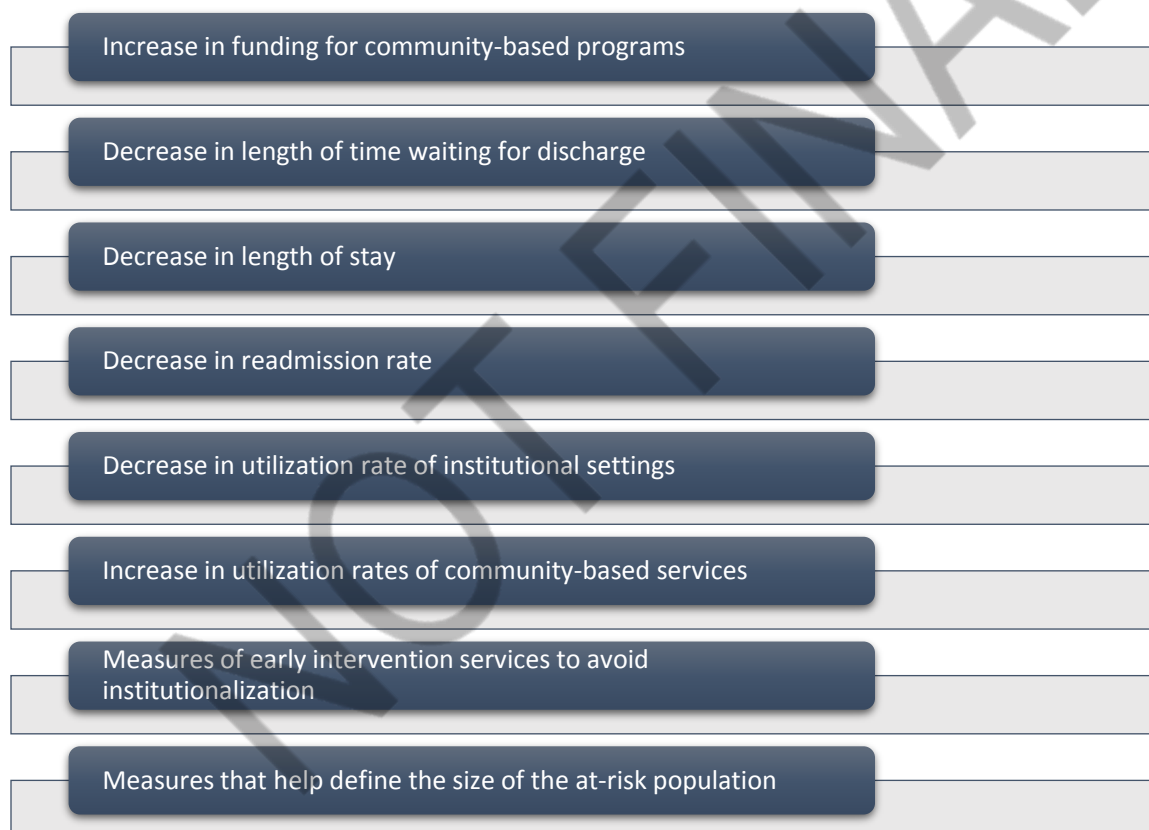 Increase in funding for community-based programs
Decrease in length of time waiting for discharge
Decrease in length of stay
Decrease in readmission rate
Decrease in utilization rate of institutional settings
Increase in utilization rates of community-based services
Measures of early intervention services to avoid
institutionalization
Measures that help define the size of the at-risk population
NOT FINA